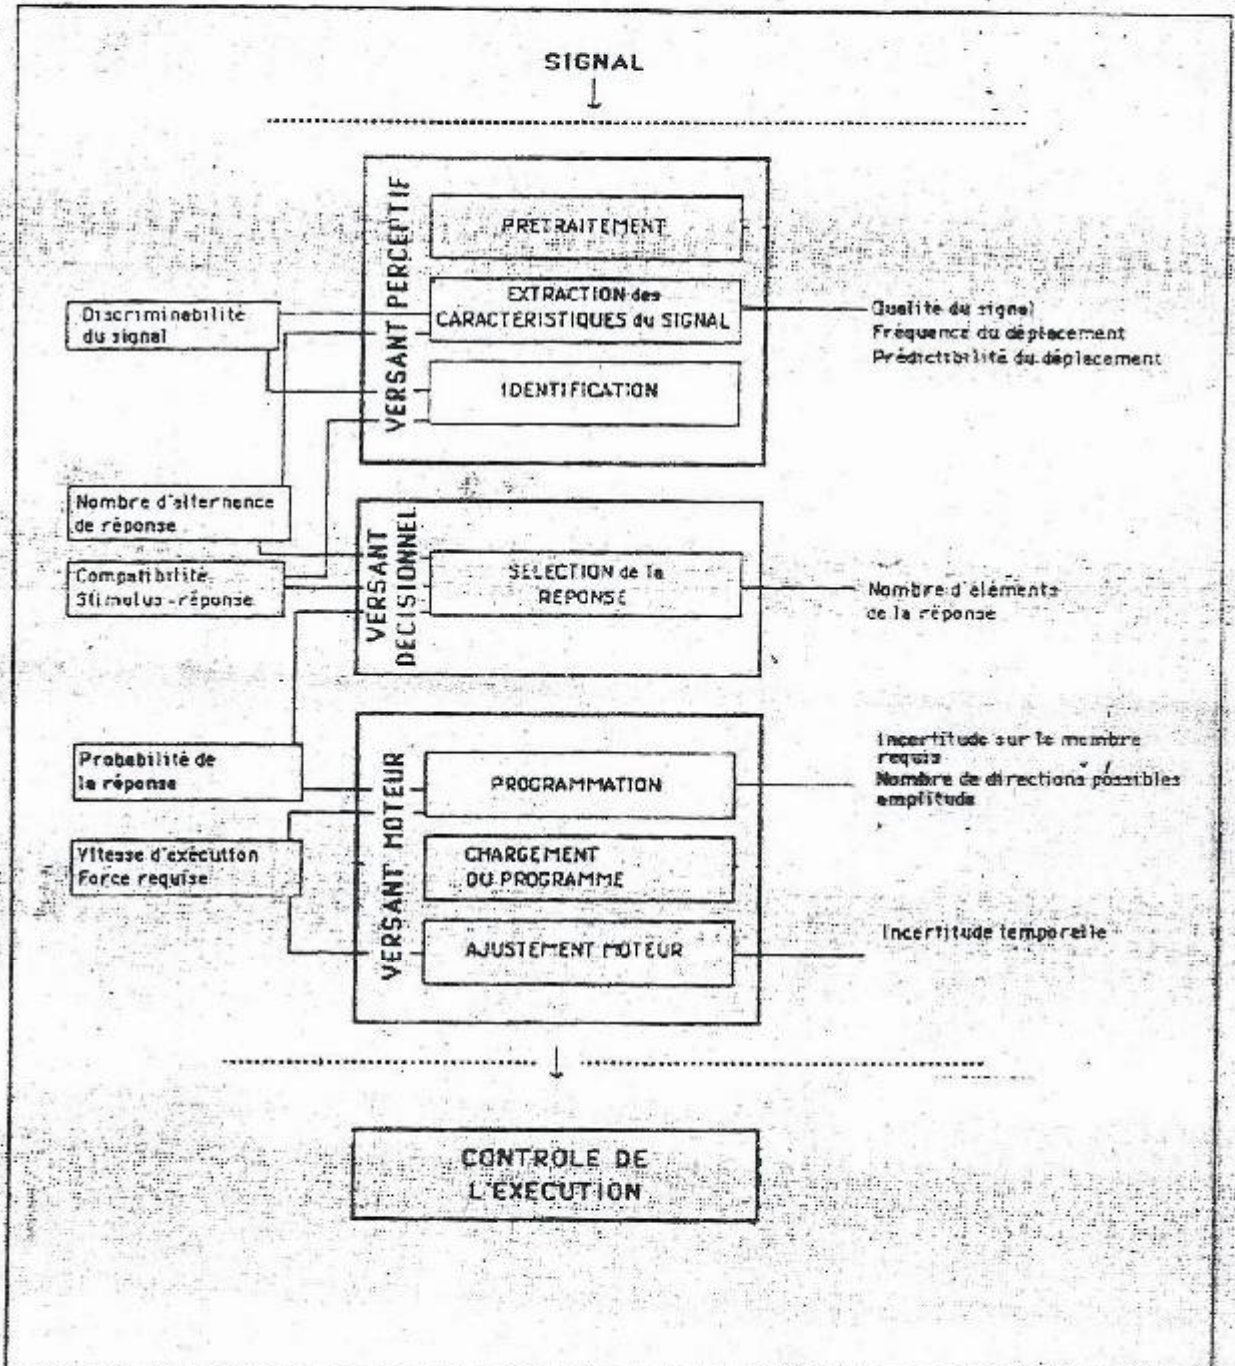 SIGNAL
VERSANT PERCEPTIF
PRETRAITEMENT
EXTRACTION des
CARACTERISTIQUES du SIGNAL
IDENTIFICATION
Discriminabilité
du signal
Qualité du signal
Fréquence du déplacement
Prédictibilité du déplacement
Nombre d'alternence
de réponse
Compatibilité
Stimulus-réponse
VERSANT
DECISIONNEL
SELECTION de la
REPONSE
Nombre d'éléments
de la réponse
Probabilité de
la réponse
Vitesse d'exécution
Force requise
VERSANT MOTEUR
PROGRAMMATION
CHARGEMENT
DU PROGRAMME
AJUSTEMENT MOTEUR
Incertitude sur le membre
requis
Nombre de directions possibles
amplitude
Incertitude temporelle
CONTROLE DE
L'EXECUTION